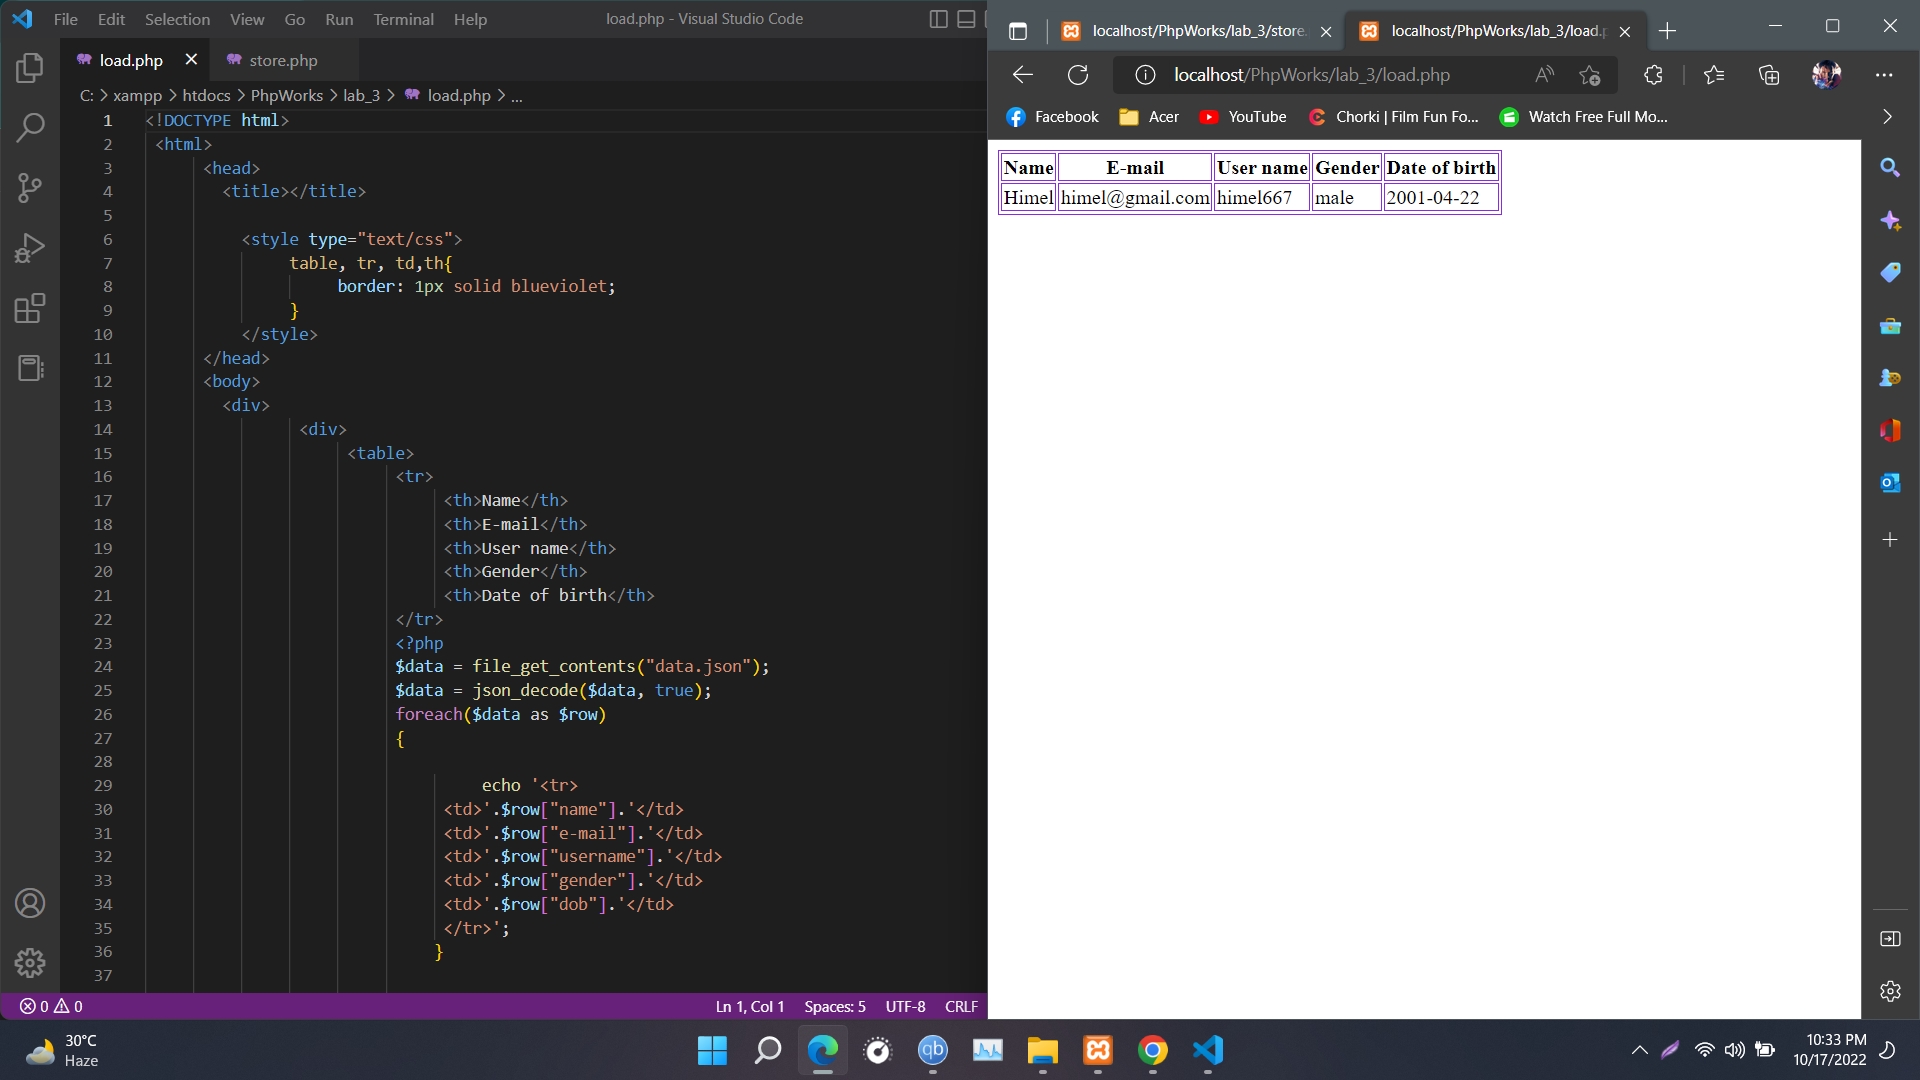 File Edit Selection View Go Run Terminal Help load.php - Visual Studio Code
load.php store.php
C: > xampp > htdocs > PhpWorks > lab_3 > load.php > ...
1 <!DOCTYPE html>
2 <html>
3 <head>
4 <title></title>
5
6 <style type="text/css">
7 table, tr, td,th{
8 border: 1px solid blueviolet;
9 }
10 </style>
11 </head>
12 <body>
13 <div>
14 <div>
15 <table>
16 <tr>
17 <th>Name</th>
18 <th>E-mail</th>
19 <th>User name</th>
20 <th>Gender</th>
21 <th>Date of birth</th>
22 </tr>
23 <?php
24 $data = file_get_contents("data.json");
25 $data = json_decode($data, true);
26 foreach($data as $row)
27 {
28
29 echo '<tr>
30 <td>'.$row["name"].'</td>
31 <td>'.$row["e-mail"].'</td>
32 <td>'.$row["username"].'</td>
33 <td>'.$row["gender"].'</td>
34 <td>'.$row["dob"].'</td>
35 </tr>';
36 }
37
0 0 Ln 1, Col 1 Spaces: 5 UTF-8 CRLF
localhost/PhpWorks/lab_3/store. localhost/PhpWorks/lab_3/load.p
localhost/PhpWorks/lab_3/load.php
Facebook Acer YouTube Chorki | Film Fun Fo... Watch Free Full Mo...
Name E-mail User name Gender Date of birth
Himel himel@gmail.com himel667 male 2001-04-22
30°C
Haze
qb
10:33 PM
10/17/2022